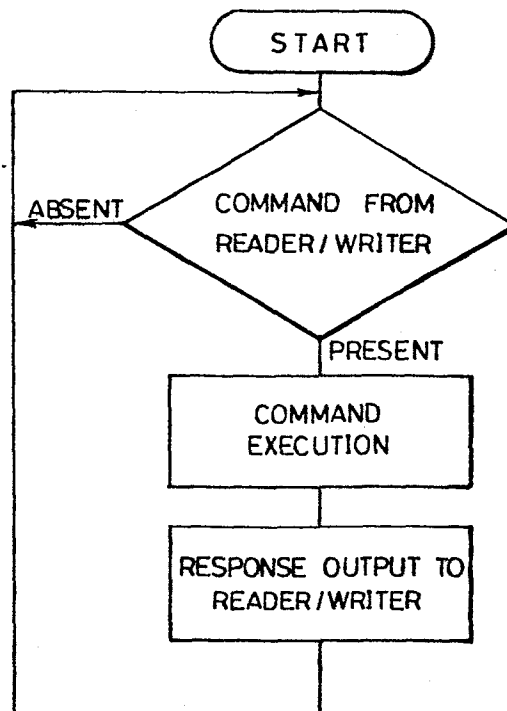 START
COMMAND FROM
READER/WRITER
ABSENT
PRESENT
COMMAND
EXECUTION
RESPONSE OUTPUT TO
READER/WRITER